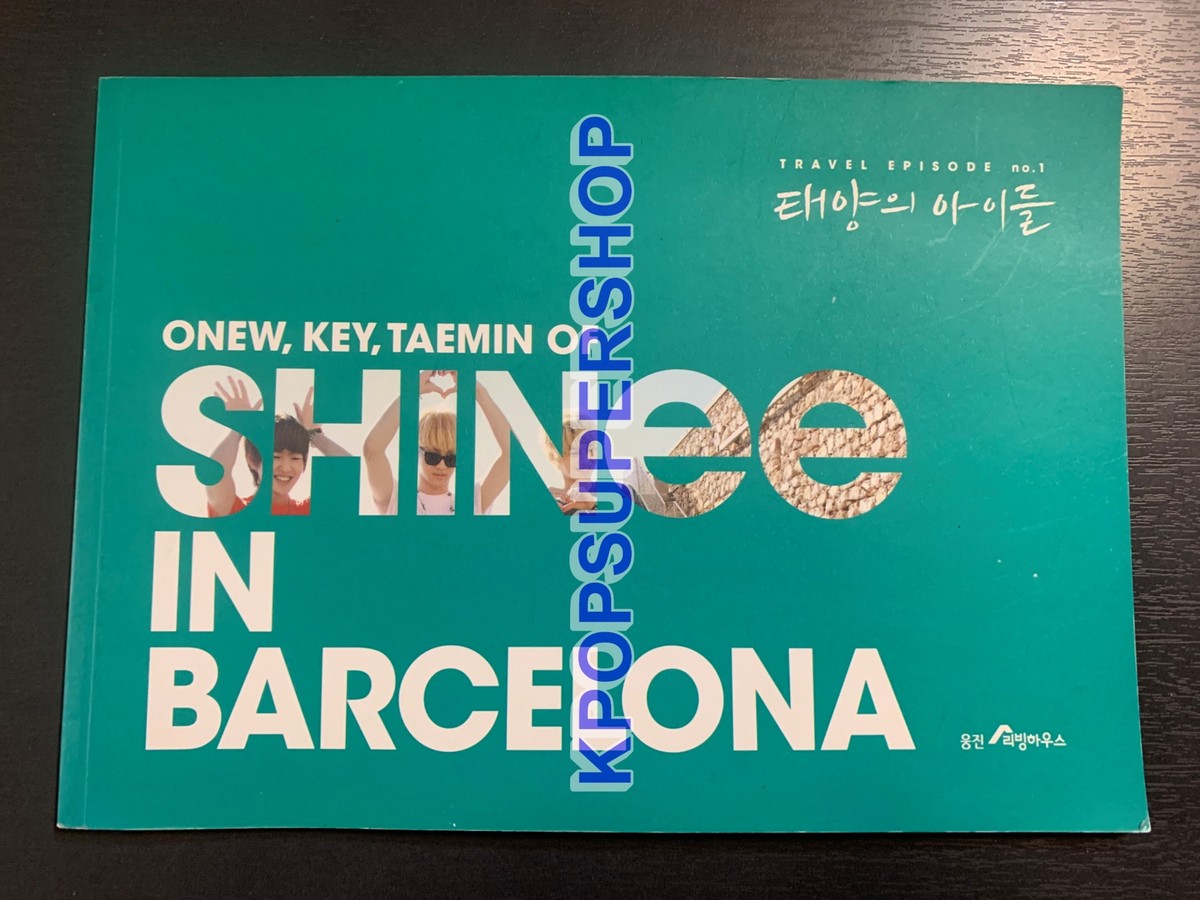 TRAVEL EPISODE no.1
태양의 아이들
ONEW, KEY, TAEMIN OF
SHINee
IN
BARCELONA
웅진 리빙하우스
KPOPSUPERSHOP